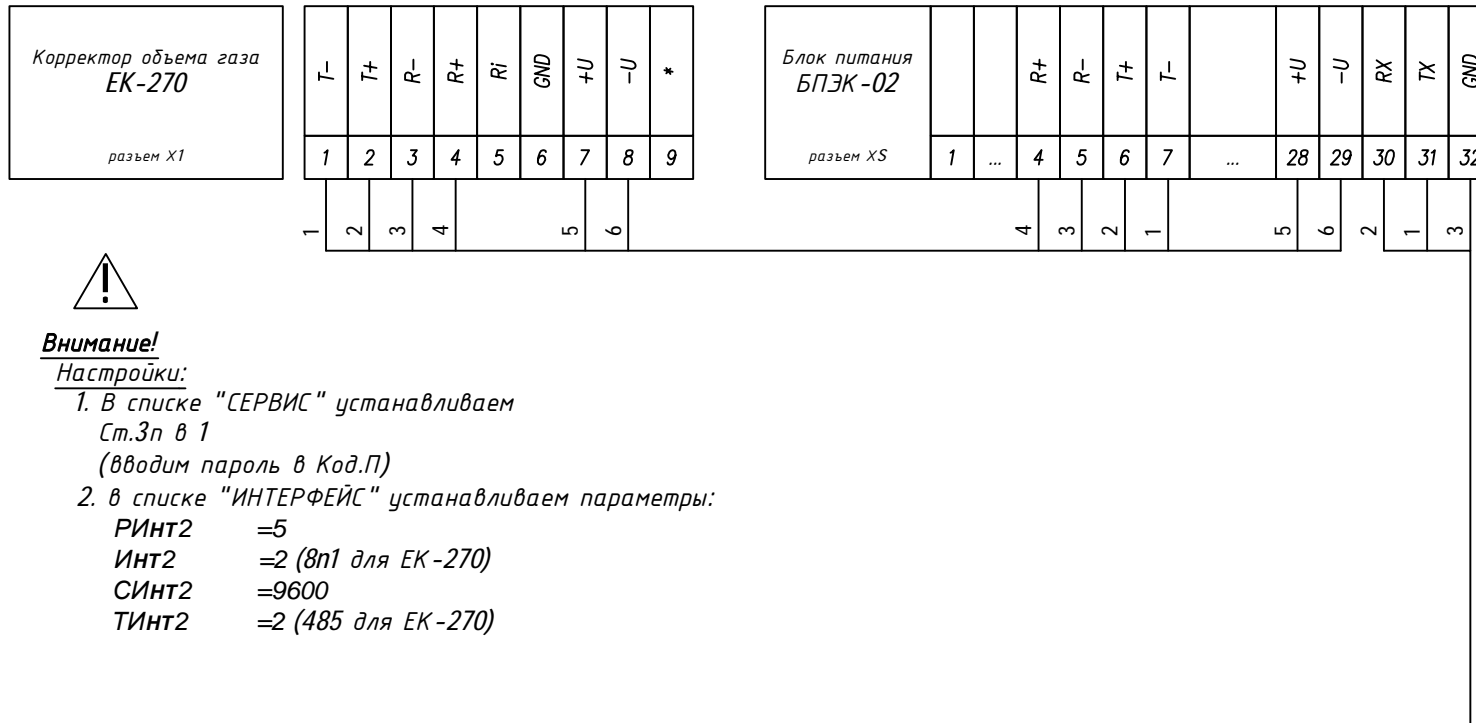 Корректор объема газа
ЕК-270
разъем X1
T- T+ R- R+ Ri GND +U -U *
1 2 3 4 5 6 7 8 9
1 2 3 4 5 6
Блок питания
БПЭК-02
разъем XS
R+ R- T+ T- +U -U RX TX GND
1 ... 4 5 6 7 ... 28 29 30 31 32
4 3 2 1 5 6 2 1 3
Внимание!
Настройки:
1. В списке "СЕРВИС" устанавливаем
Ст.Зп в 1
(вводим пароль в Код.П)
2. в списке "ИНТЕРФЕЙС" устанавливаем параметры:
РИнт2 =5
Инт2 =2 (8n1 для ЕК-270)
СИнт2 =9600
ТИнт2 =2 (485 для ЕК-270)